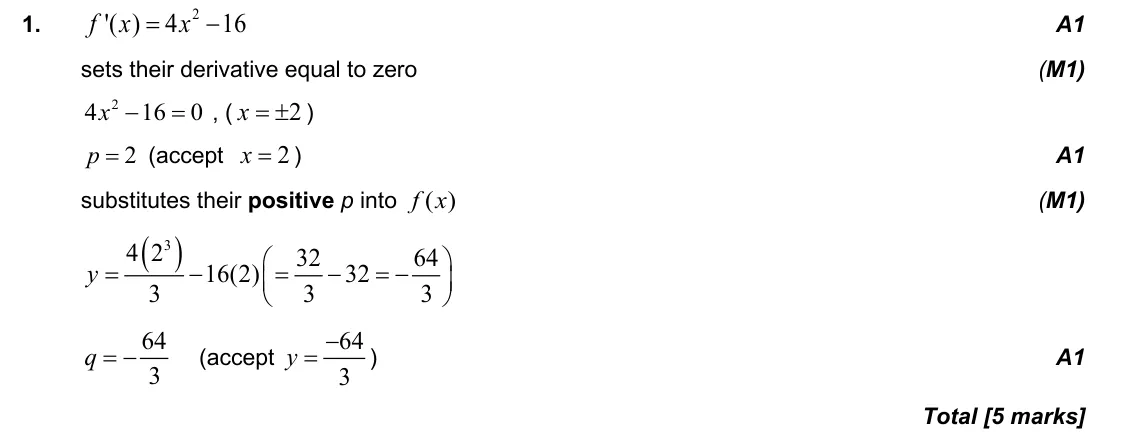 1. f'(x) = 4x² − 16 A1
sets their derivative equal to zero (M1)
4x² − 16 = 0 , ( x = ±2 )
p = 2 (accept x = 2 ) A1
substitutes their positive p into f(x) (M1)
y = 4(2³)/3 − 16(2) ( = 32/3 − 32 = − 64/3 )
q = − 64/3 (accept y = −64/3 ) A1
Total [5 marks]